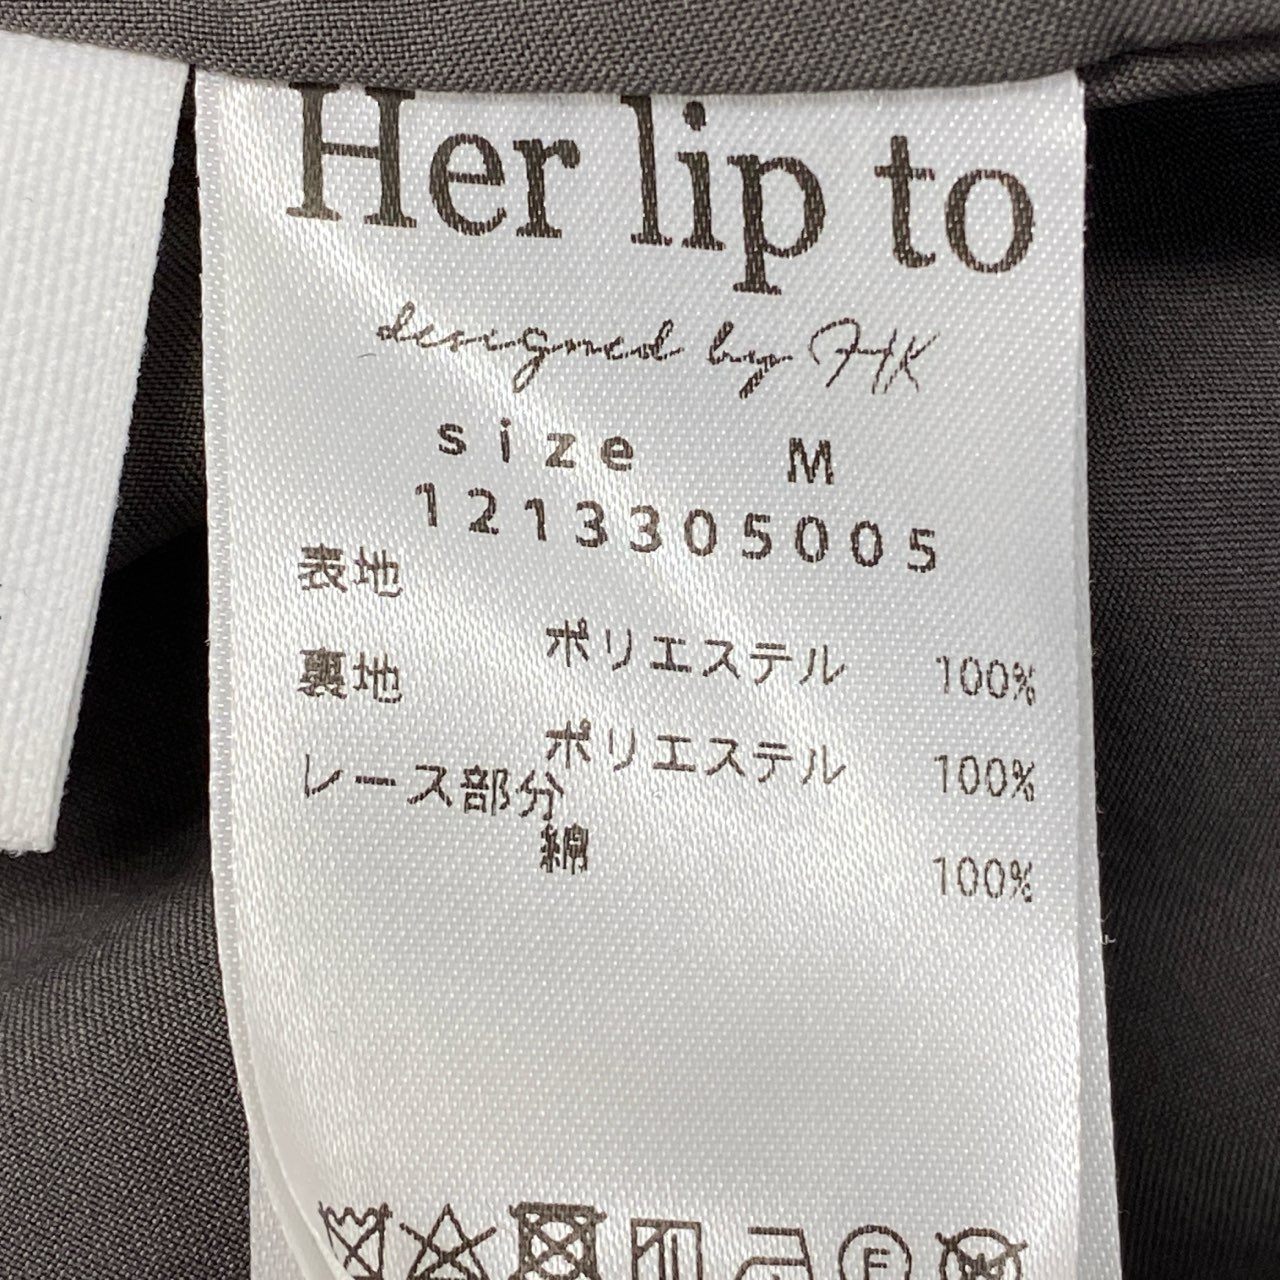 Her lip to
designed by HK
size M
1213305005
表地
ポリエステル 100%
裏地
ポリエステル 100%
レース部分
綿 100%
F